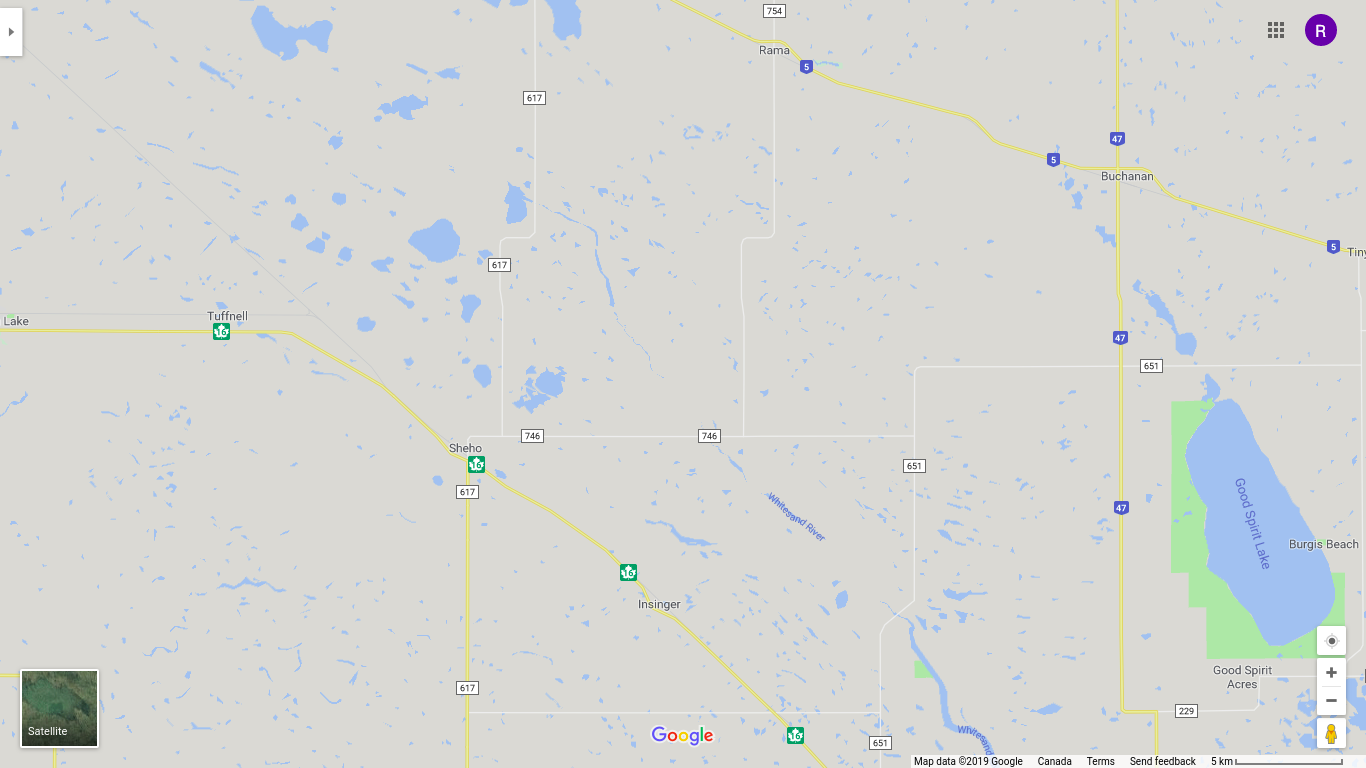 754
R
Rama
5
617
47
5
Buchanan
5
Tiny
617
Lake
Tuffnell
16
47
651
746
746
Sheho
16
651
617
Good Spirit Lake
Whitesand River
47
Burgis Beach
16
Insinger
Good Spirit
Acres
617
229
Satellite
Google
16
651
Whitesand
Map data ©2019 Google Canada Terms Send feedback 5 km